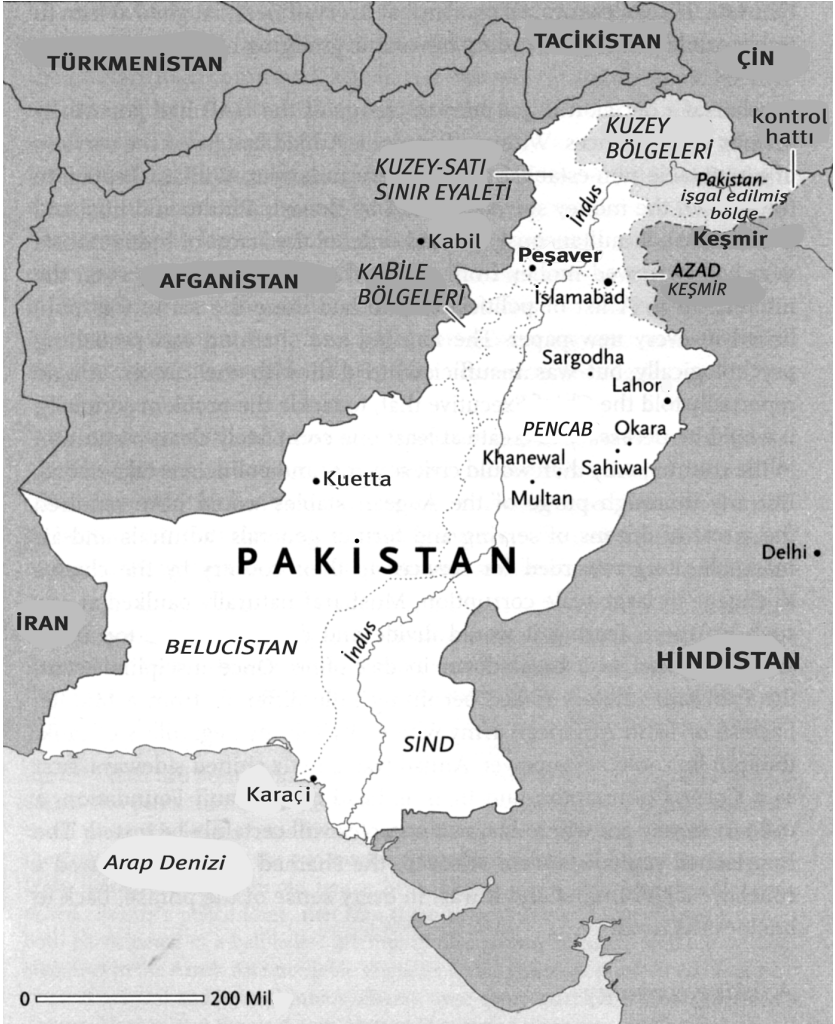 TÜRKMENİSTAN
TACİKİSTAN
ÇİN
KUZEY
BÖLGELERİ
kontrol
hattı
KUZEY-SATI
SINIR EYALETİ
Pakistan-
işgal edilmiş
bölge
İndus
Kabil
Peşaver
Keşmir
AFGANİSTAN
KABİLE
BÖLGELERİ
AZAD
KEŞMİR
İslamabad
Sargodha
Lahor
PENCAB
Okara
Khanewal
Sahiwal
Kuetta
Multan
PAKİSTAN
Delhi
İRAN
BELUCİSTAN
İndus
HİNDİSTAN
SİND
Karaçi
Arap Denizi
0
200 Mil